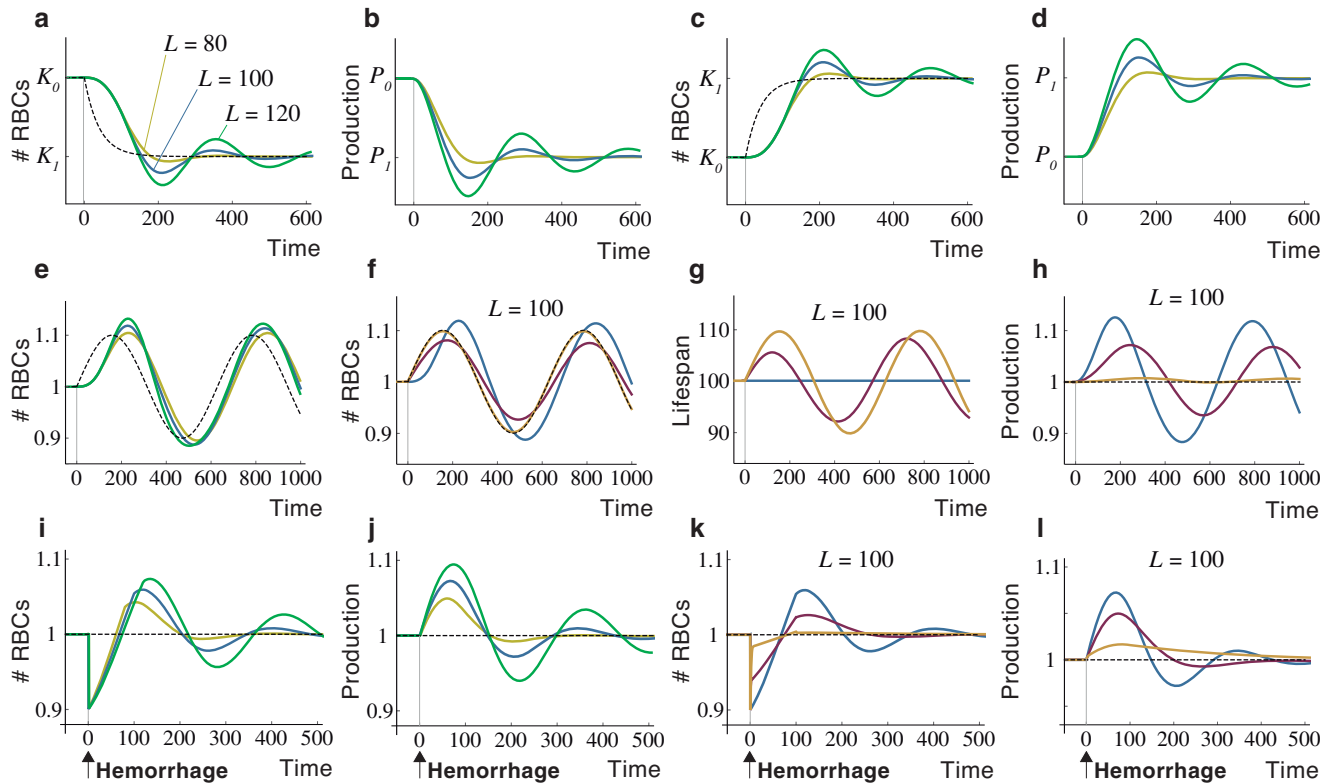 a
# RBCs
K0
K1
L = 80
L = 100
L = 120
0 200 400 600
Time
b
Production
P0
P1
0 200 400 600
Time
c
# RBCs
K1
K0
0 200 400 600
Time
d
Production
P1
P0
0 200 400 600
Time
e
# RBCs
1.1
1
0.9
0 200 400 600 800 1000
Time
f
L = 100
# RBCs
1.1
1
0.9
0 200 400 600 800 1000
Time
g
L = 100
Lifespan
110
100
90
0 200 400 600 800 1000
Time
h
L = 100
Production
1.1
1
0.9
0 200 400 600 800 1000
Time
i
# RBCs
1.1
1
0.9
0 100 200 300 400 500
Hemorrhage Time
j
Production
1.1
1
0.9
0 100 200 300 400 500
Hemorrhage Time
k
L = 100
# RBCs
1.1
1
0.9
0 100 200 300 400 500
Hemorrhage Time
l
L = 100
Production
1.1
1
0.9
0 100 200 300 400 500
Hemorrhage Time